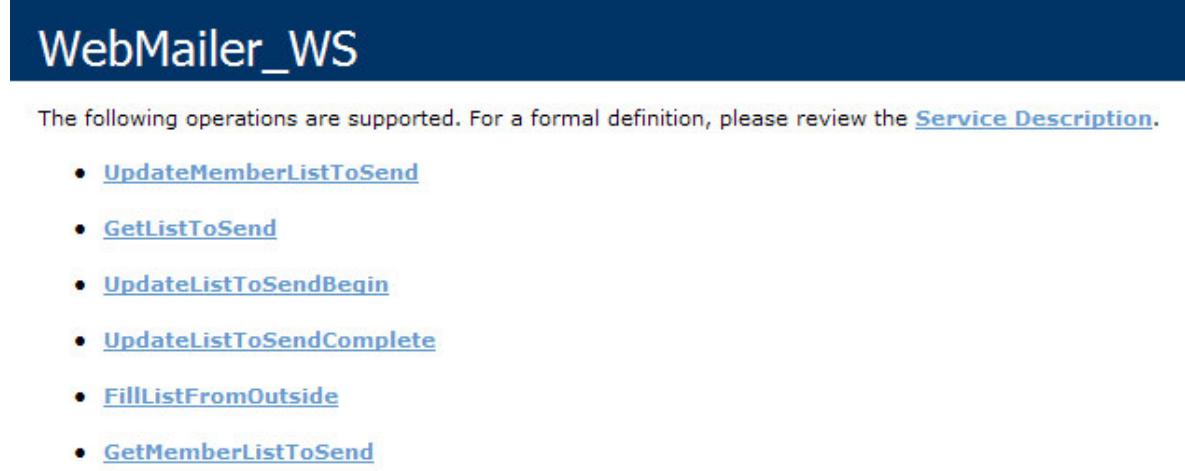 WebMailer_WS
The following operations are supported. For a formal definition, please review the Service Description.
• UpdateMemberListToSend
• GetListToSend
• UpdateListToSendBegin
• UpdateListToSendComplete
• FillListFromOutside
• GetMemberListToSend